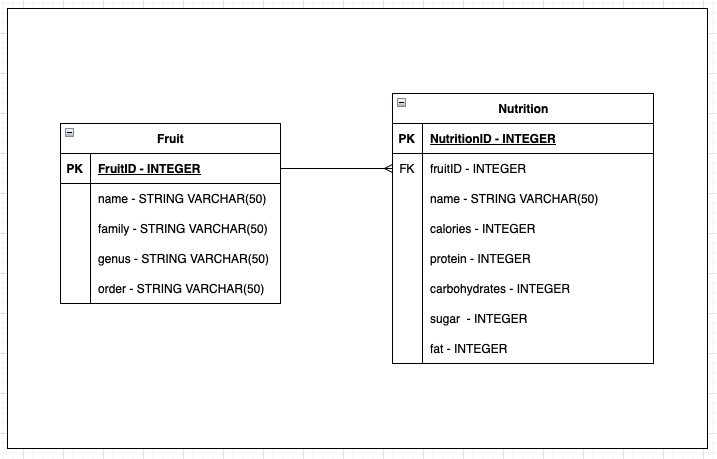 Fruit
PK FruitID - INTEGER
name - STRING VARCHAR(50)
family - STRING VARCHAR(50)
genus - STRING VARCHAR(50)
order - STRING VARCHAR(50)
Nutrition
PK NutritionID - INTEGER
FK fruitID - INTEGER
name - STRING VARCHAR(50)
calories - INTEGER
protein - INTEGER
carbohydrates - INTEGER
sugar - INTEGER
fat - INTEGER